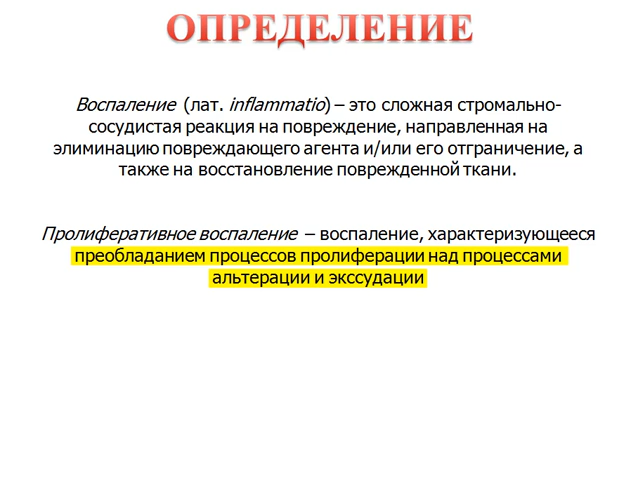 ОПРЕДЕЛЕНИЕ
Воспаление (лат. inflammatio) – это сложная стромально-
сосудистая реакция на повреждение, направленная на
элиминацию повреждающего агента и/или его отграничение, а
также на восстановление поврежденной ткани.
Пролиферативное воспаление – воспаление, характеризующееся
преобладанием процессов пролиферации над процессами
альтерации и экссудации